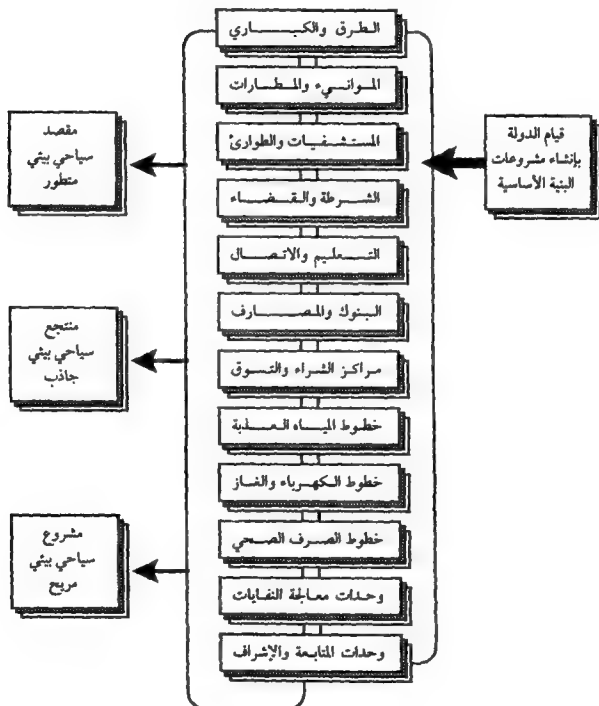 قيام الدولة
بإنشاء مشروعات
البنية الأساسية
الطرق والكبــــاري
الموانيء والمطارات
المستشفيات والطوارئ
الشرطة والقضاء
التعليم والاتصال
البنوك والمصارف
مراكز الشراء والتسوق
خطوط المياه العذبة
خطوط الكهرباء والغاز
خطوط الصرف الصحي
وحدات معالجة النفايات
وحدات المتابعة والإشراف
مقصد
سياحي بيئي
متطور
منتجع
سياحي بيئي
جاذب
مشروع
سياحي بيئي
مربح